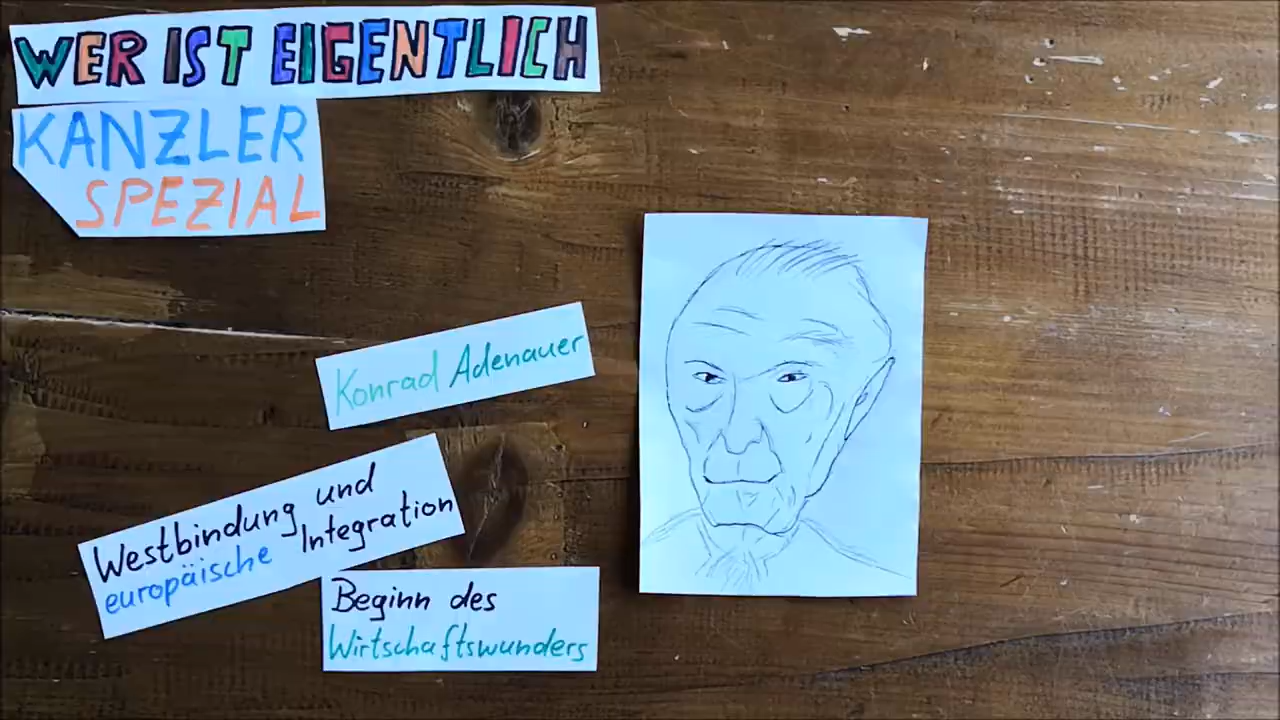 WER IST EIGENTLICH
KANZLER
SPEZIAL
Konrad Adenauer
Westbindung und
europäische Integration
Beginn des
Wirtschaftswunders